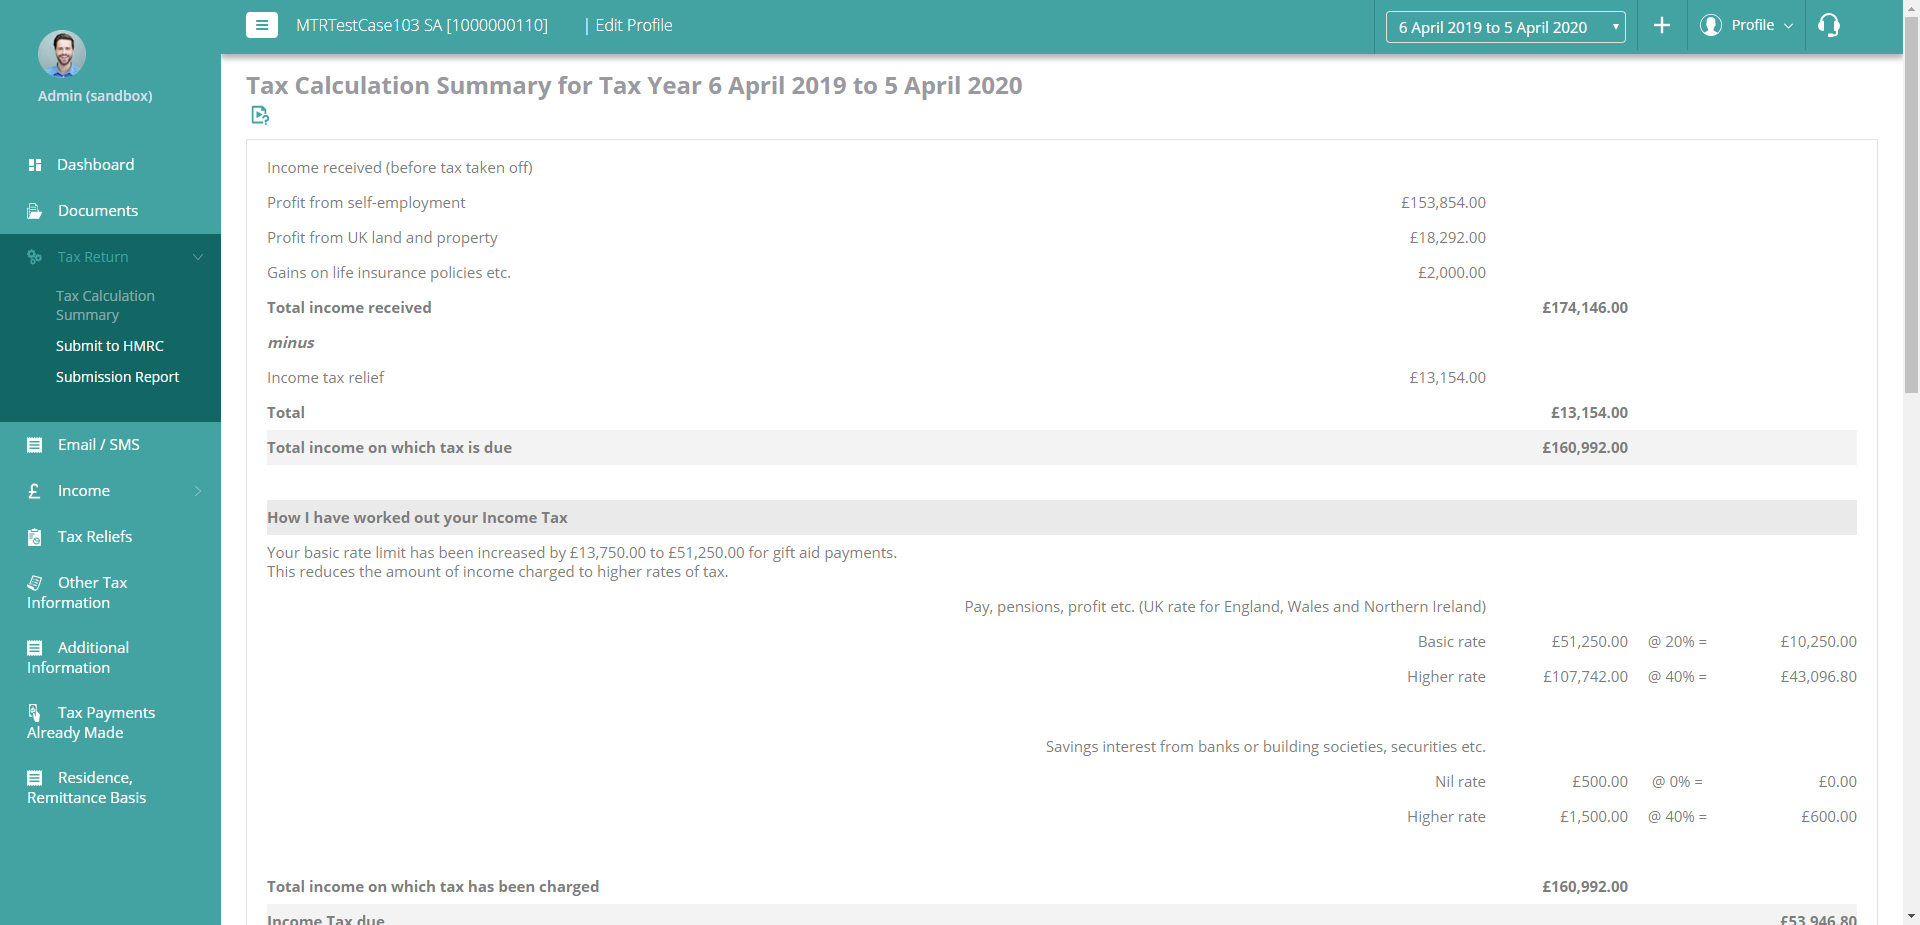 MTRTestCase103 SA [1000000110] | Edit Profile
6 April 2019 to 5 April 2020
Profile
Admin (sandbox)
Dashboard
Documents
Tax Return
Tax Calculation
Summary
Submit to HMRC
Submission Report
Email / SMS
£ Income
Tax Reliefs
Other Tax
Information
Additional
Information
Tax Payments
Already Made
Residence,
Remittance Basis
Tax Calculation Summary for Tax Year 6 April 2019 to 5 April 2020
Income received (before tax taken off)
Profit from self-employment £153,854.00
Profit from UK land and property £18,292.00
Gains on life insurance policies etc. £2,000.00
Total income received £174,146.00
minus
Income tax relief £13,154.00
Total £13,154.00
Total income on which tax is due £160,992.00
How I have worked out your Income Tax
Your basic rate limit has been increased by £13,750.00 to £51,250.00 for gift aid payments.
This reduces the amount of income charged to higher rates of tax.
Pay, pensions, profit etc. (UK rate for England, Wales and Northern Ireland)
Basic rate £51,250.00 @ 20% = £10,250.00
Higher rate £107,742.00 @ 40% = £43,096.80
Savings interest from banks or building societies, securities etc.
Nil rate £500.00 @ 0% = £0.00
Higher rate £1,500.00 @ 40% = £600.00
Total income on which tax has been charged £160,992.00
Income Tax due £53,946.80